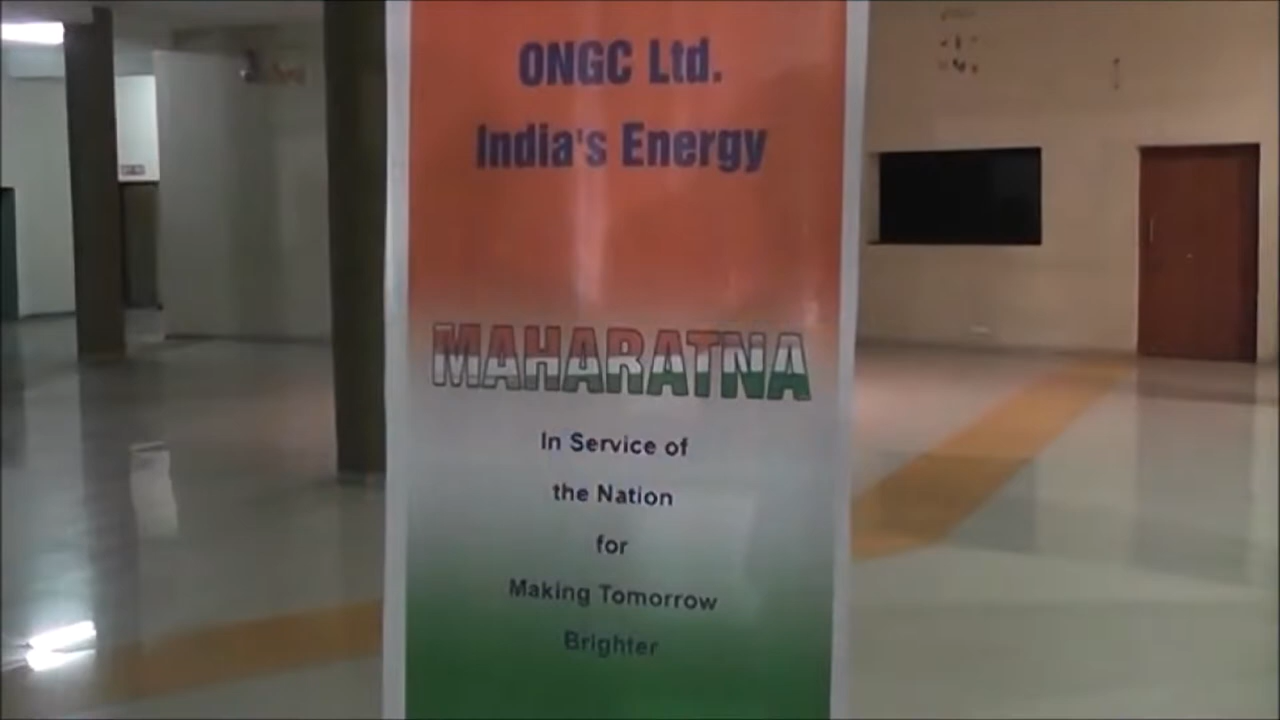 ONGC Ltd.
India's Energy
MAHARATNA
In Service of
the Nation
for
Making Tomorrow
Brighter